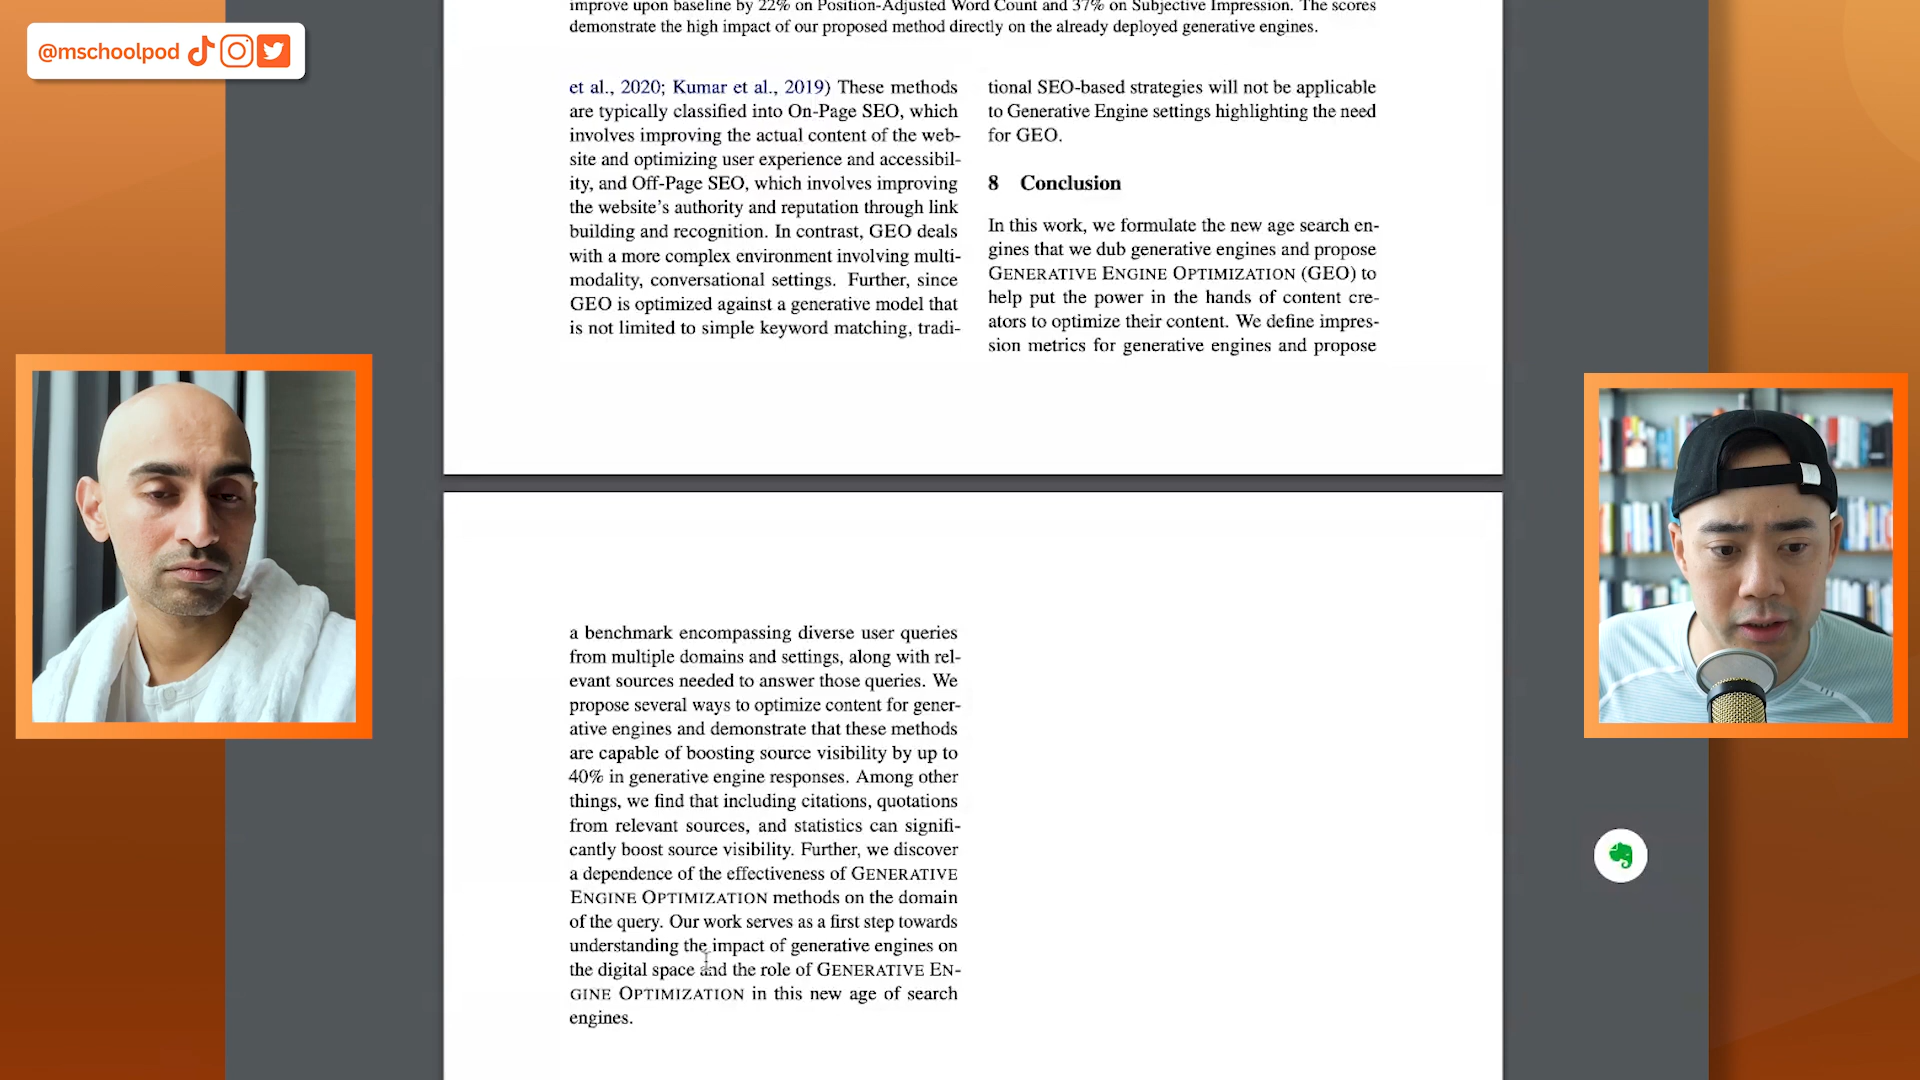 @mschoolpod
improve upon baseline by 22% on Position-Adjusted Word Count and 37% on Subjective Impression. The scores
demonstrate the high impact of our proposed method directly on the already deployed generative engines.
et al., 2020; Kumar et al., 2019) These methods
are typically classified into On-Page SEO, which
involves improving the actual content of the web-
site and optimizing user experience and accessibil-
ity, and Off-Page SEO, which involves improving
the website's authority and reputation through link
building and recognition. In contrast, GEO deals
with a more complex environment involving multi-
modality, conversational settings. Further, since
GEO is optimized against a generative model that
is not limited to simple keyword matching, tradi-
tional SEO-based strategies will not be applicable
to Generative Engine settings highlighting the need
for GEO.
8 Conclusion
In this work, we formulate the new age search en-
gines that we dub generative engines and propose
GENERATIVE ENGINE OPTIMIZATION (GEO) to
help put the power in the hands of content cre-
ators to optimize their content. We define impres-
sion metrics for generative engines and propose
a benchmark encompassing diverse user queries
from multiple domains and settings, along with rel-
evant sources needed to answer those queries. We
propose several ways to optimize content for gener-
ative engines and demonstrate that these methods
are capable of boosting source visibility by up to
40% in generative engine responses. Among other
things, we find that including citations, quotations
from relevant sources, and statistics can signifi-
cantly boost source visibility. Further, we discover
a dependence of the effectiveness of GENERATIVE
ENGINE OPTIMIZATION methods on the domain
of the query. Our work serves as a first step towards
understanding the impact of generative engines on
the digital space and the role of GENERATIVE EN-
GINE OPTIMIZATION in this new age of search
engines.